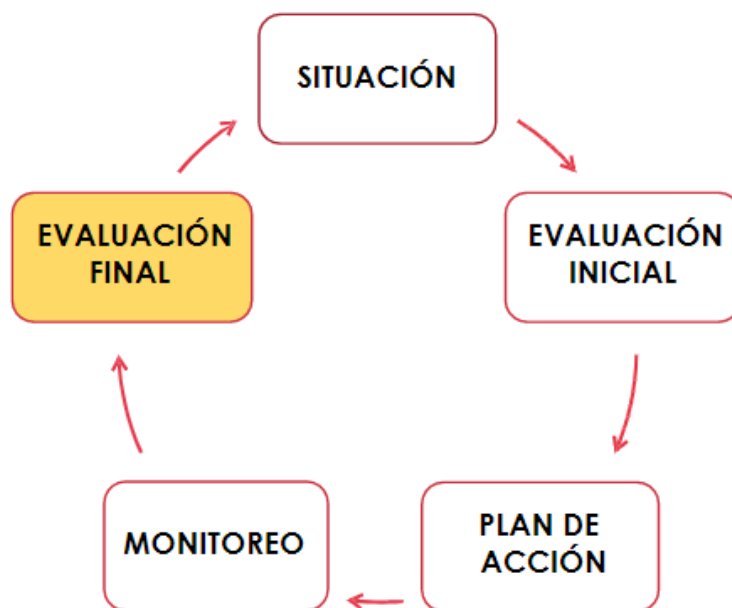 SITUACIÓN
EVALUACIÓN
INICIAL
PLAN DE
ACCIÓN
MONITOREO
EVALUACIÓN
FINAL